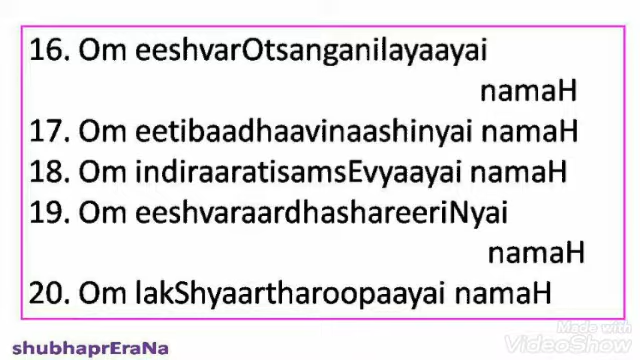 16. Om eeshvarOtsanganilayaayai
namaH
17. Om eetibaadhaavinaashinyai namaH
18. Om indiraaratisamsEvyaayai namaH
19. Om eeshvaraardhashareeriNyai
namaH
20. Om lakShyaartharoopaayai namaH
shubhaprEraNa
Made with
VideoShow